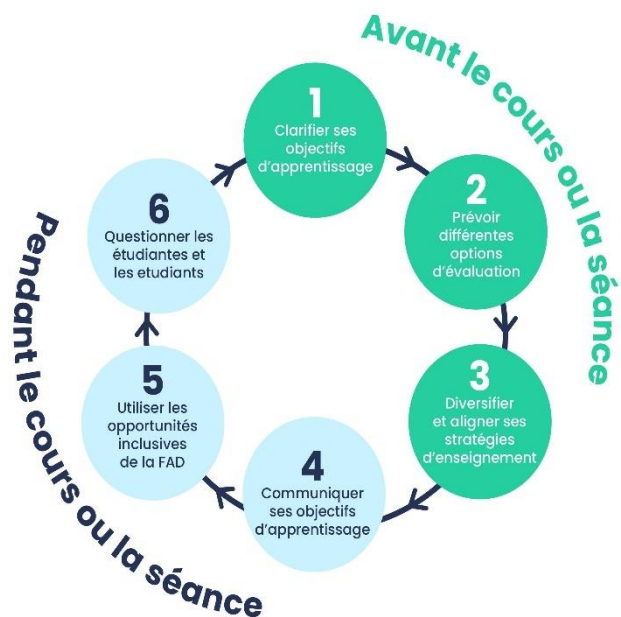 Avant le cours ou la séance
1
Clarifier ses
objectifs
d'apprentissage
2
Prévoir
différentes
options
d'évaluation
3
Diversifier
et aligner ses
stratégies
d'enseignement
Pendant le cours ou la séance
4
Communiquer
ses objectifs
d'apprentissage
5
Utiliser les
opportunités
inclusives
de la FAD
6
Questionner les
étudiantes et
les etudiants